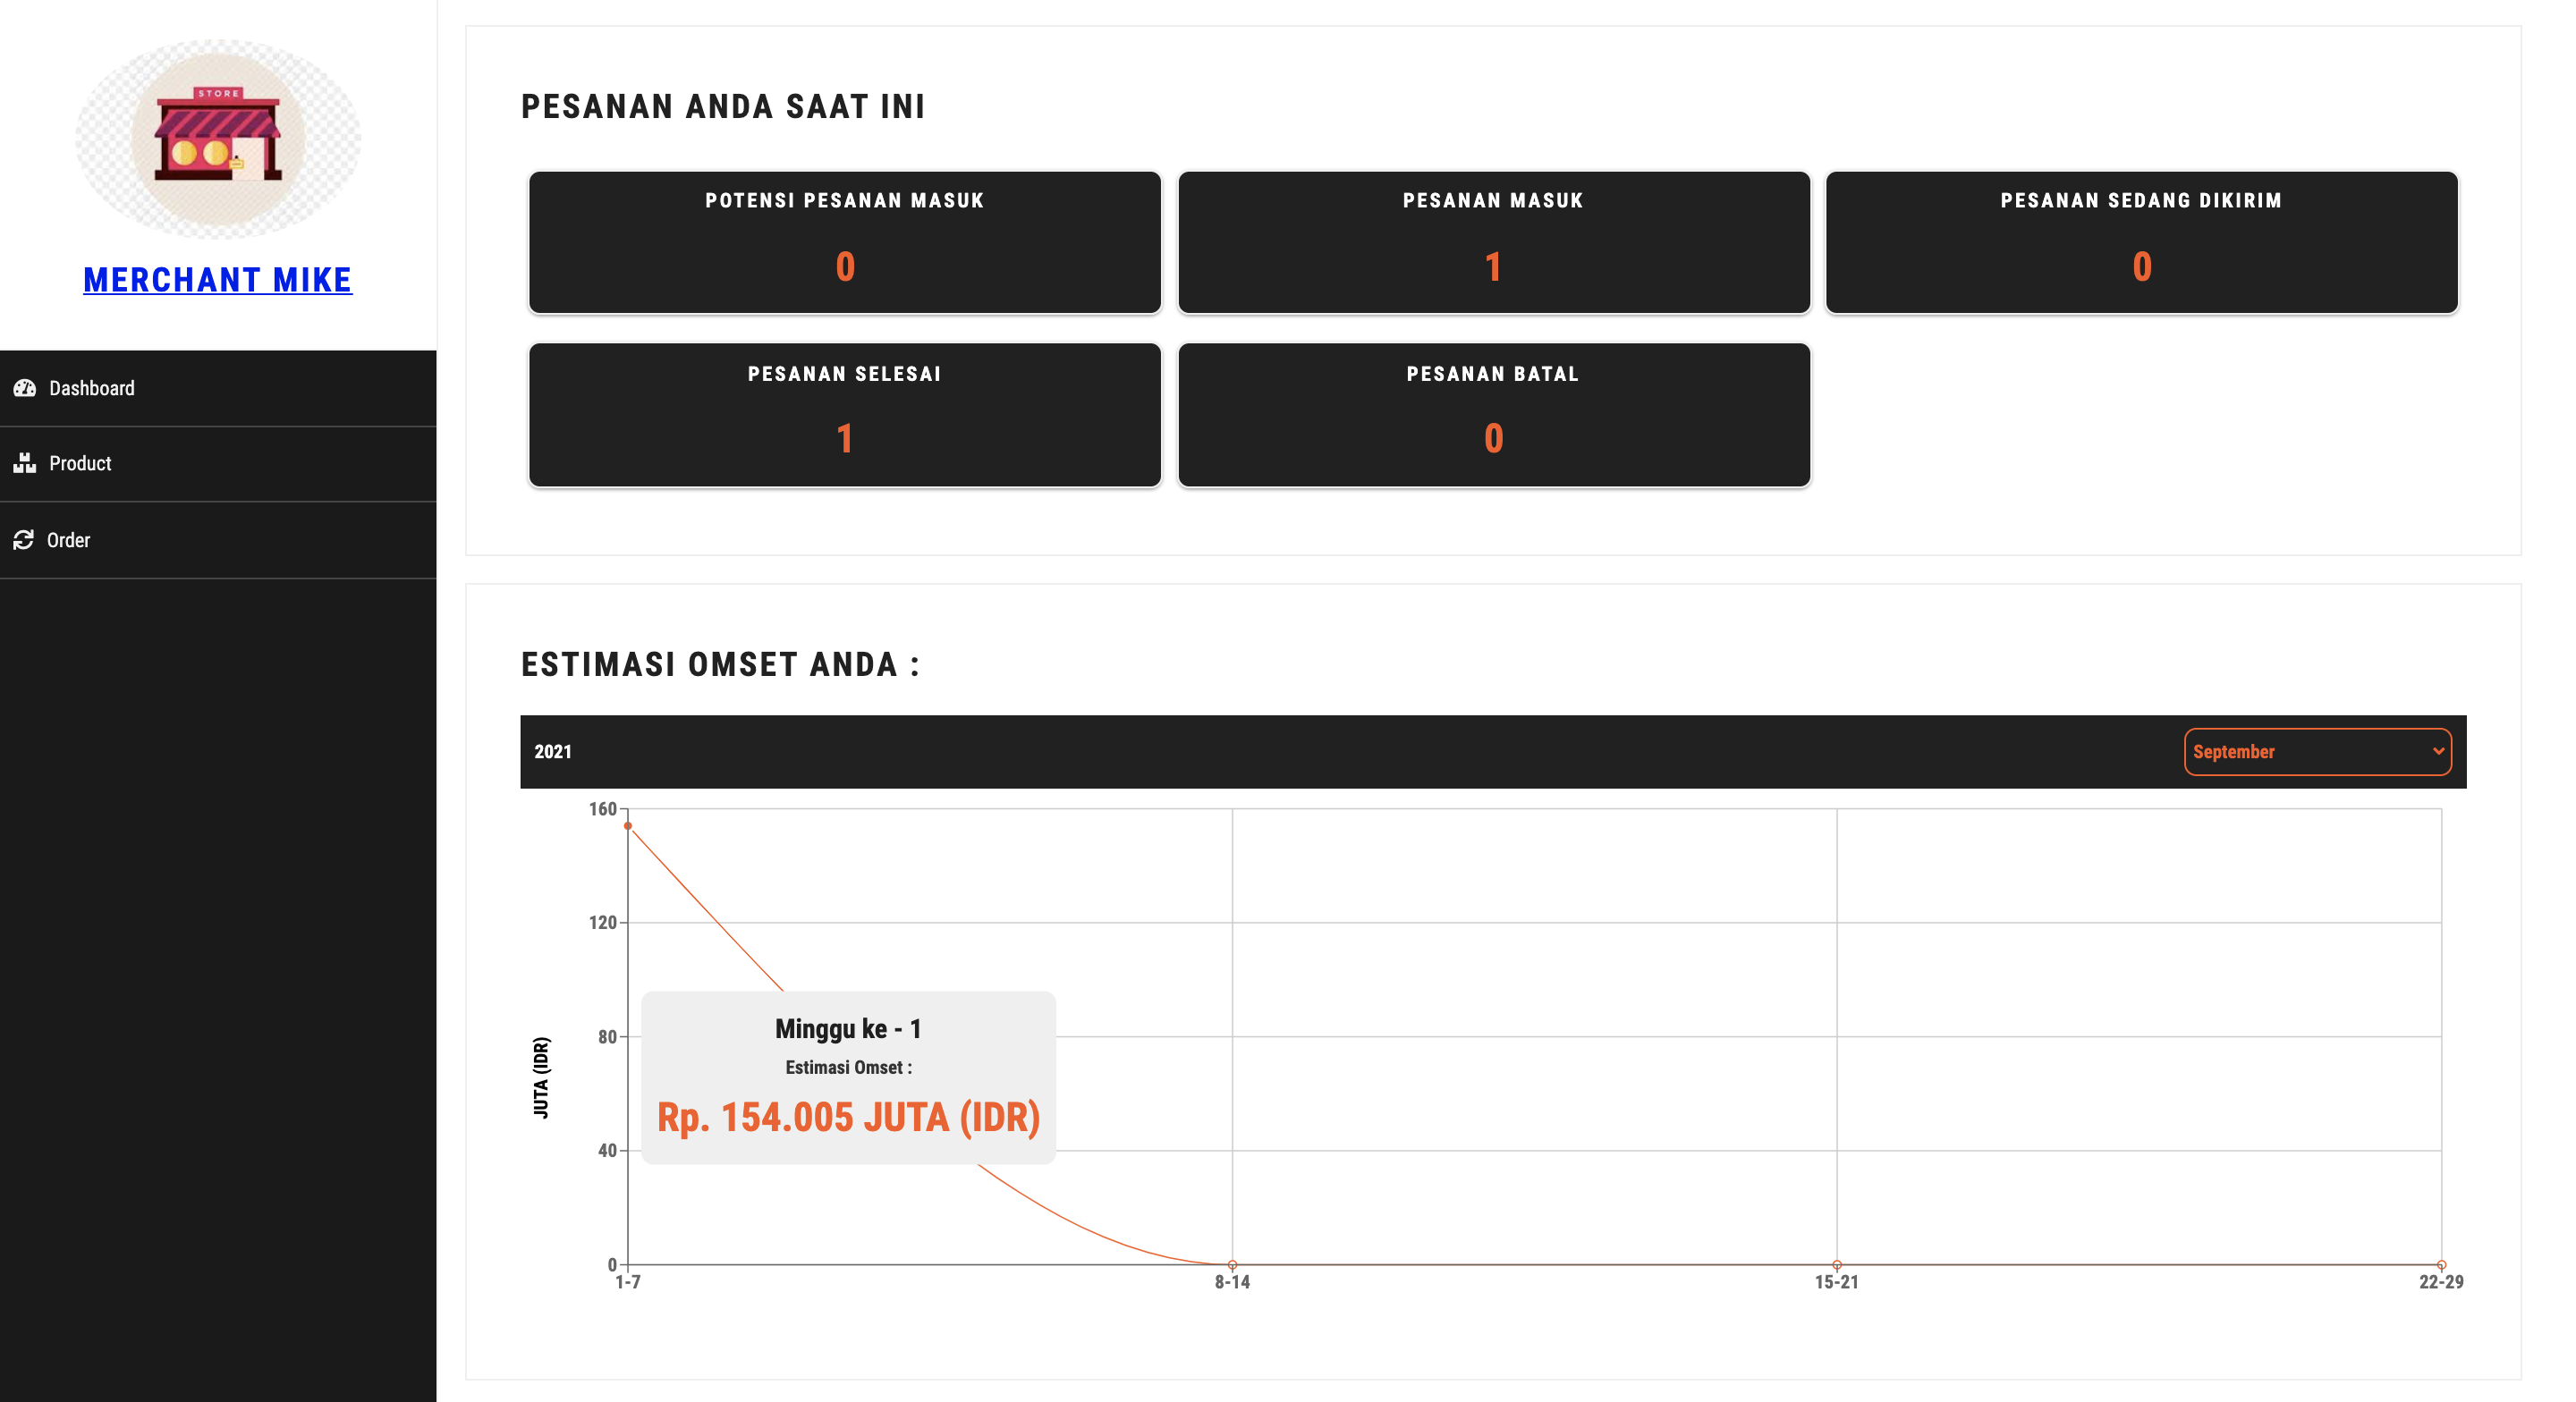 STORE
MERCHANT MIKE
Dashboard
Product
Order
PESANAN ANDA SAAT INI
POTENSI PESANAN MASUK
0
PESANAN MASUK
1
PESANAN SEDANG DIKIRIM
0
PESANAN SELESAI
1
PESANAN BATAL
0
ESTIMASI OMSET ANDA :
2021
September
160
120
80
40
0
JUTA (IDR)
Minggu ke - 1
Estimasi Omset :
Rp. 154.005 JUTA (IDR)
1-7
8-14
15-21
22-29